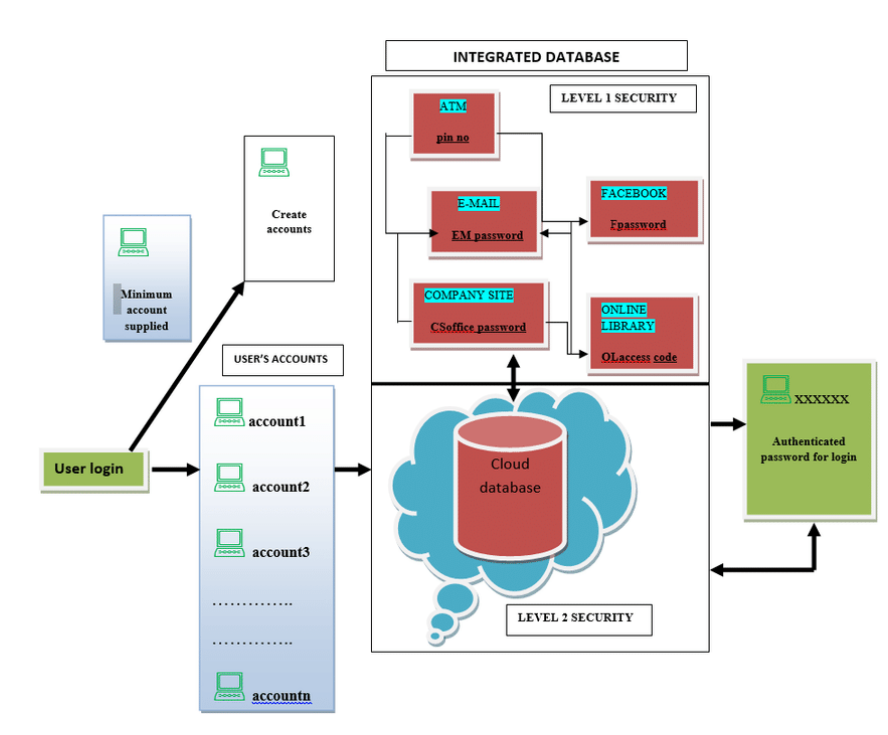 INTEGRATED DATABASE
LEVEL 1 SECURITY
ATM
pin no
E-MAIL
EM password
FACEBOOK
Fpassword
COMPANY SITE
CSoffice password
ONLINE
LIBRARY
OLaccess code
Create
accounts
Minimum
account
supplied
USER'S ACCOUNTS
account1
account2
account3
…………..
…………..
accountn
User login
Cloud
database
LEVEL 2 SECURITY
XXXXXX
Authenticated
password for login